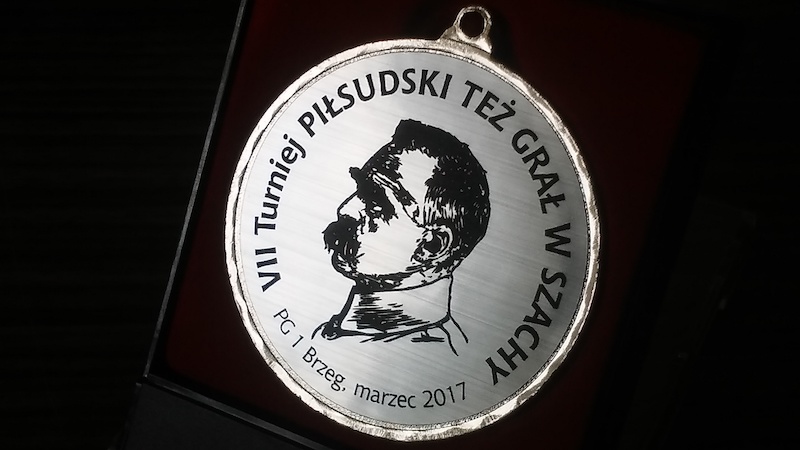 VII Turniej PIŁSUDSKI TEŻ GRAŁ W SZACHY
PG 1 Brzeg, marzec 2017